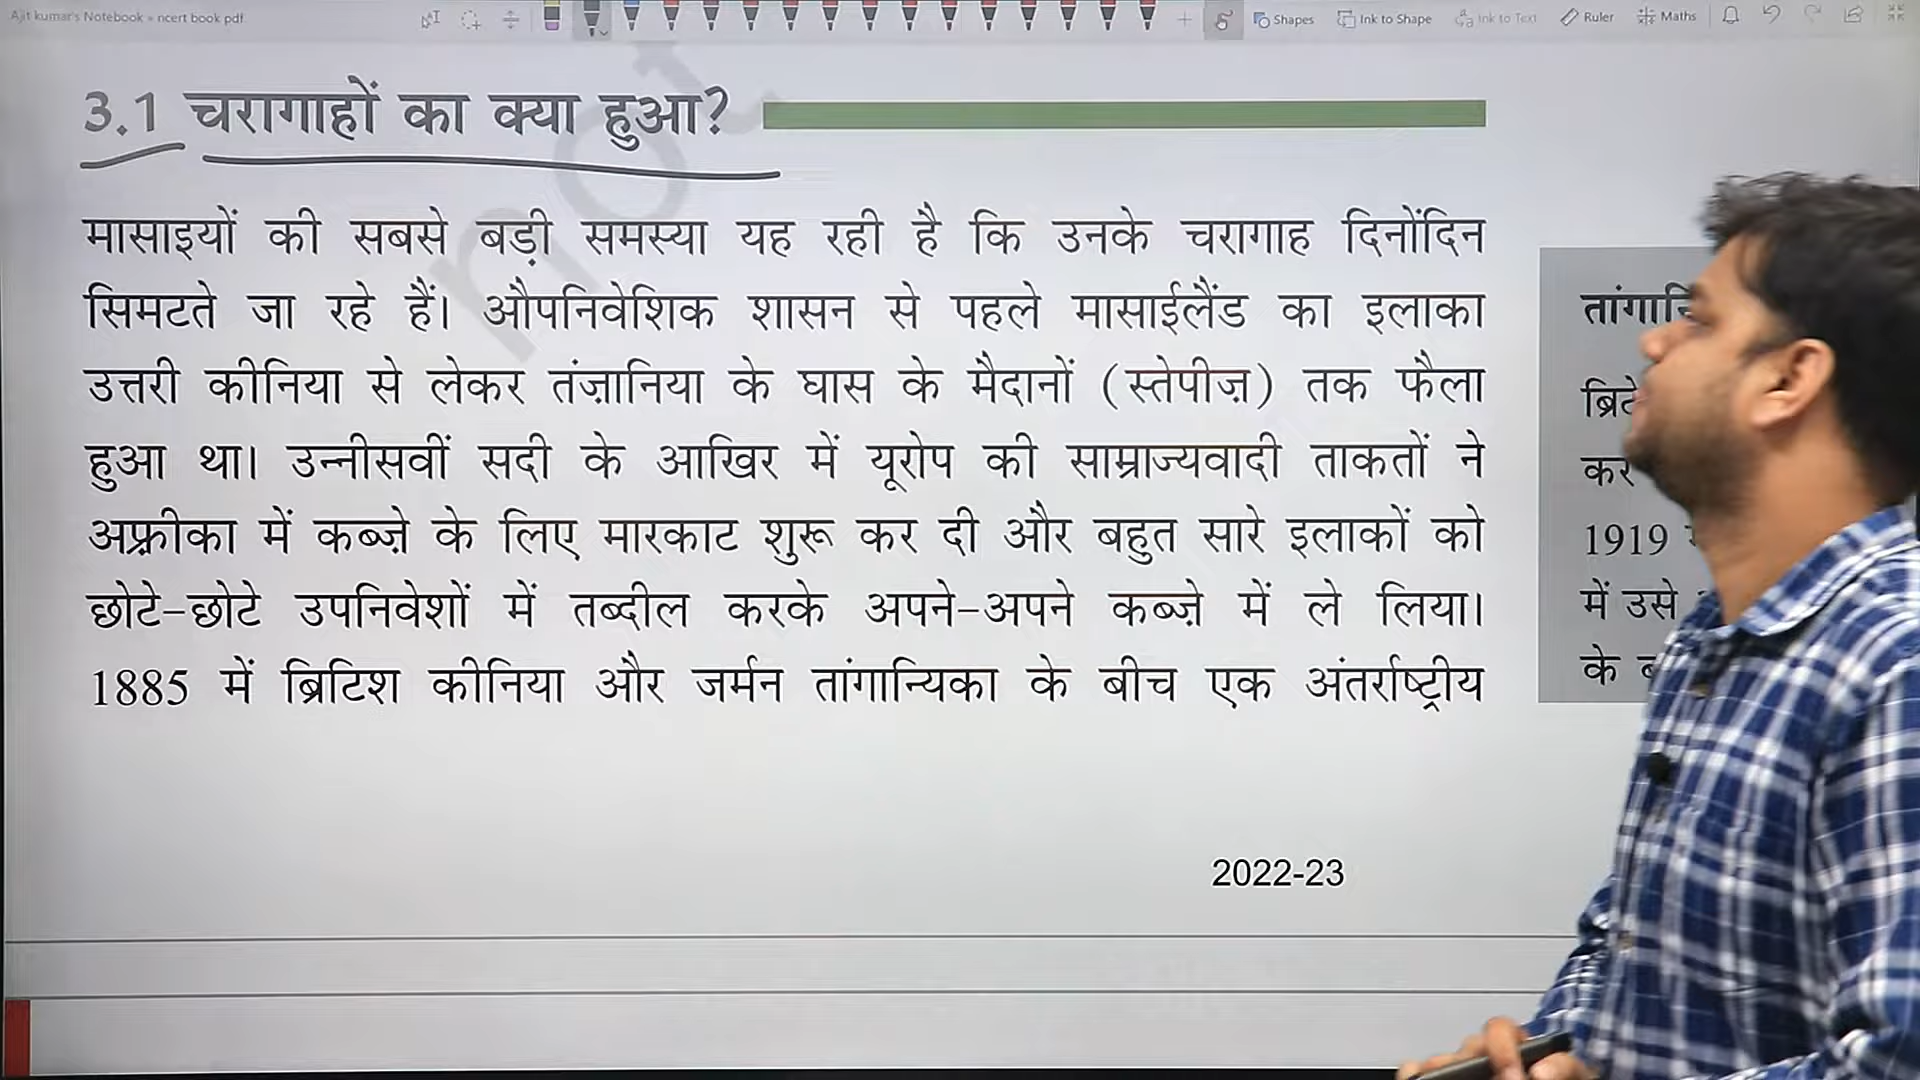 Ajit kumar's Notebook » ncert book pdf
Shapes
Ink to Shape
Ink to Text
Ruler
Maths
not
3.1 चरागाहों का क्या हुआ?
मासाइयों की सबसे बड़ी समस्या यह रही है कि उनके चरागाह दिनोंदिन
सिमटते जा रहे हैं। औपनिवेशिक शासन से पहले मासाईलैंड का इलाका
उत्तरी कीनिया से लेकर तंज़ानिया के घास के मैदानों (स्तेपीज़) तक फैला
हुआ था। उन्नीसवीं सदी के आखिर में यूरोप की साम्राज्यवादी ताकतों ने
अफ़्रीका में कब्ज़े के लिए मारकाट शुरू कर दी और बहुत सारे इलाकों को
छोटे-छोटे उपनिवेशों में तब्दील करके अपने-अपने कब्ज़े में ले लिया।
1885 में ब्रिटिश कीनिया और जर्मन तांगान्यिका के बीच एक अंतर्राष्ट्रीय
कर
1919
में उसे
के
2022-23